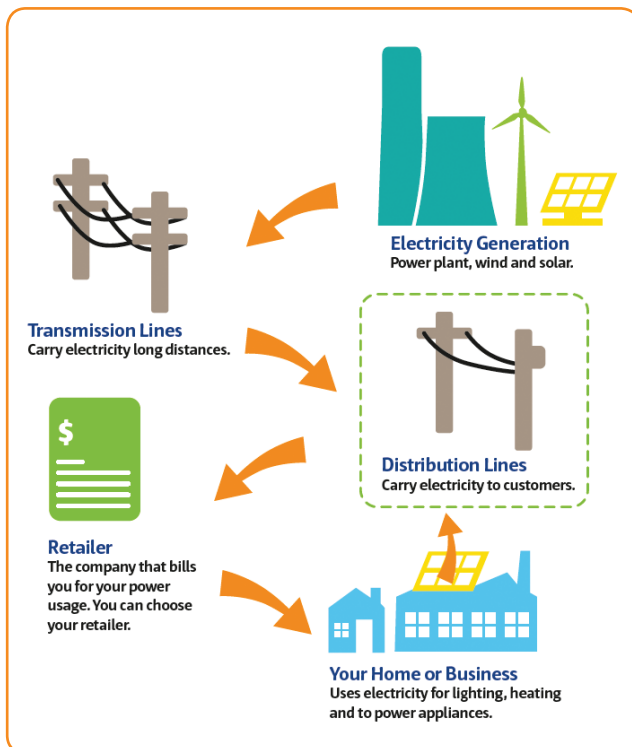 Electricity Generation
Power plant, wind and solar.
Transmission Lines
Carry electricity long distances.
Distribution Lines
Carry electricity to customers.
$
Retailer
The company that bills
you for your power
usage. You can choose
your retailer.
Your Home or Business
Uses electricity for lighting, heating
and to power appliances.